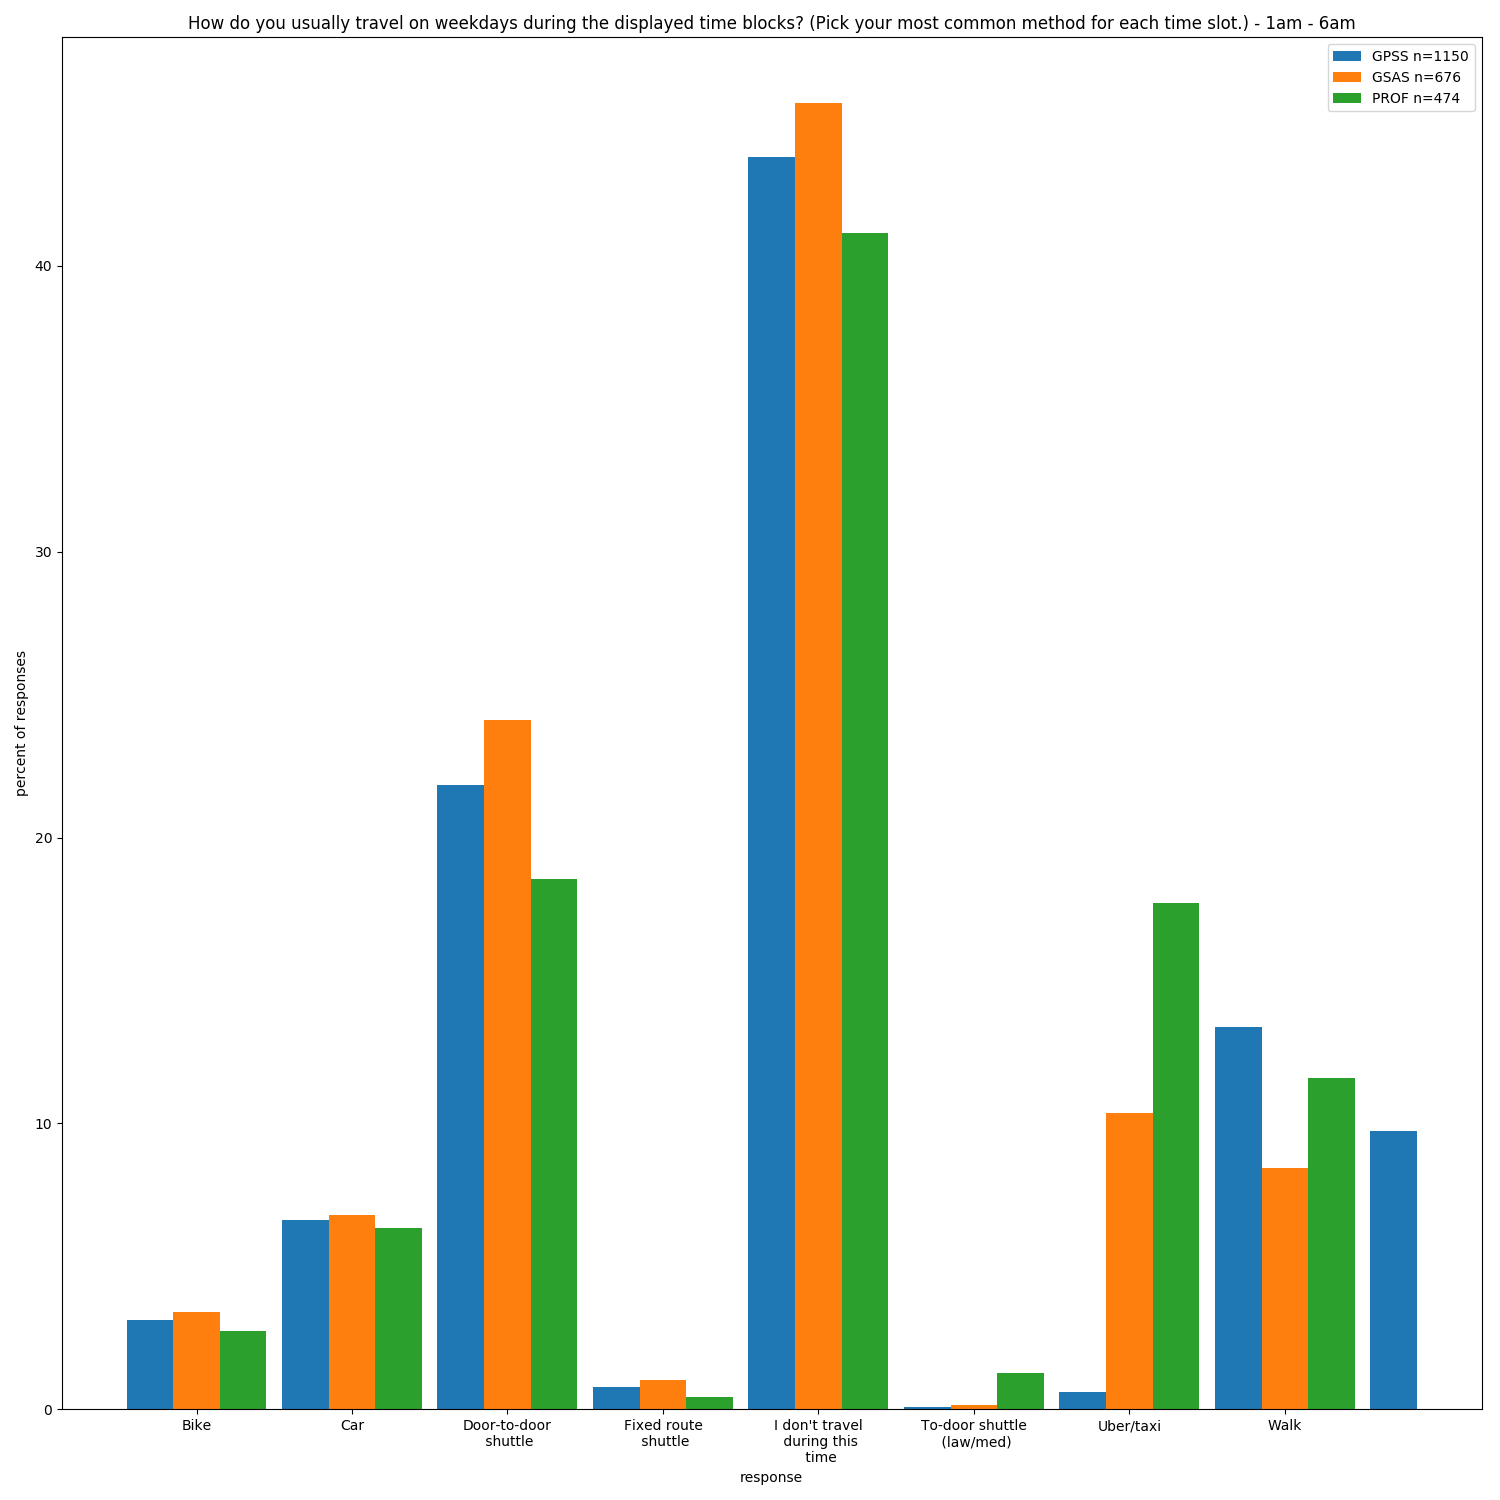 How do you usually travel on weekdays during the displayed time blocks? (Pick your most common method for each time slot.) - 1am - 6am
GPSS n=1150
GSAS n=676
PROF n=474
percent of responses
40
30
20
10
0
Bike
Car
Door-to-door
shuttle
Fixed route
shuttle
I don't travel
during this
time
To-door shuttle
(law/med)
Uber/taxi
Walk
response